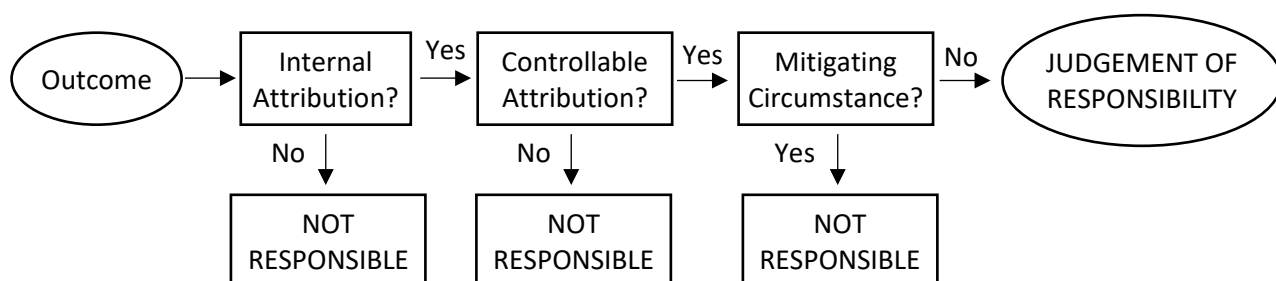 Outcome
Internal
Attribution?
Yes
Controllable
Attribution?
Yes
Mitigating
Circumstance?
No
JUDGEMENT OF
RESPONSIBILITY
No
No
Yes
NOT
RESPONSIBLE
NOT
RESPONSIBLE
NOT
RESPONSIBLE